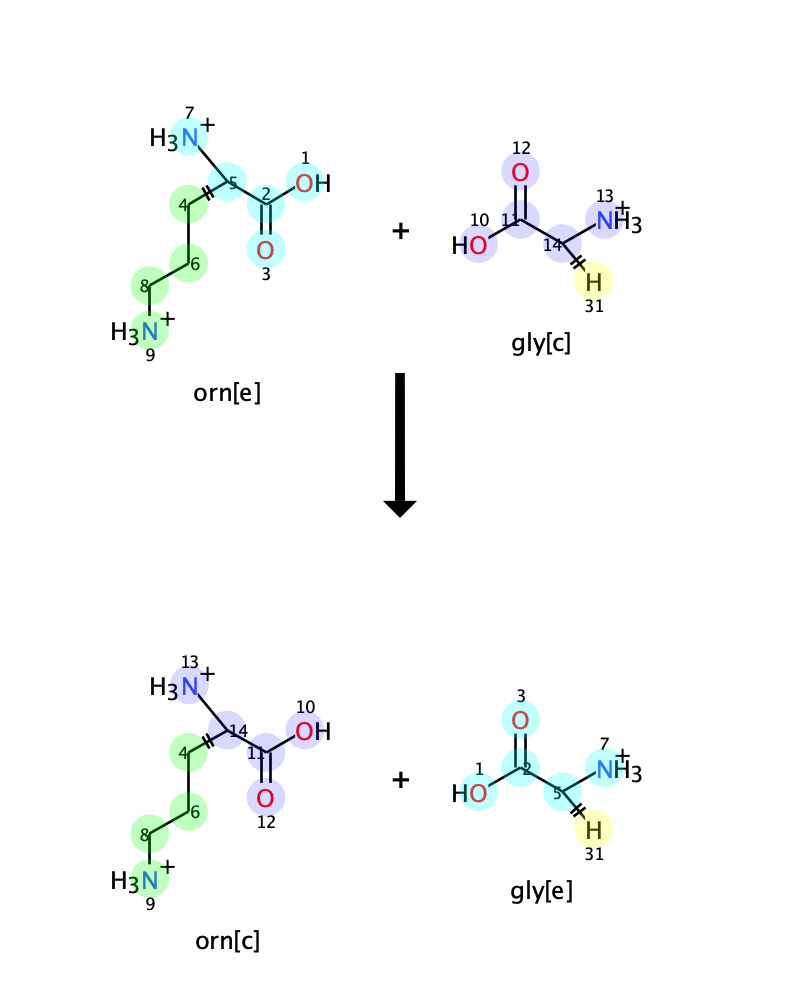 7
H3N+
1
5
2
OH
4
O
3
6
8
H3N+
9
orn[e]
+
12
O
13
10
11
NH3+
HO
14
H
31
gly[c]
13
H3N+
10
14
OH
4
11
O
12
6
8
H3N+
9
orn[c]
+
3
O
7
1
2
NH3+
HO
5
H
31
gly[e]